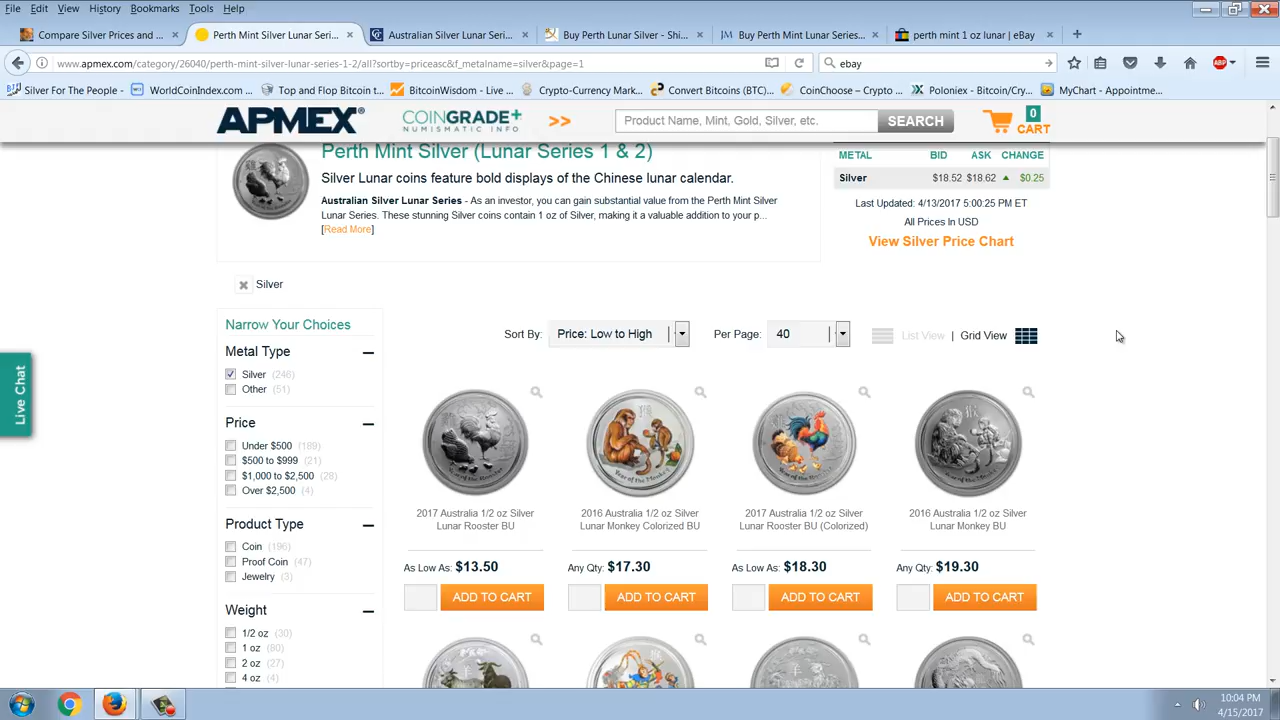 File Edit View History Bookmarks Tools Help
Compare Silver Prices and ... × Perth Mint Silver Lunar Seri... × Australian Silver Lunar Seri... × Buy Perth Lunar Silver - Shi... × Buy Perth Mint Lunar Series... × perth mint 1 oz lunar | eBay × +
www.apmex.com/category/26040/perth-mint-silver-lunar-series-1-2/all?sortby=priceasc&f_metalname=silver&page=1 ebay ABP
Silver For The People - ... WorldCoinIndex.com - ... Top and Flop Bitcoin t... BitcoinWisdom - Live ... Crypto-Currency Mark... Convert Bitcoins (BTC)... CoinChoose – Crypto ... Poloniex - Bitcoin/Cry... MyChart - Appointme...
APMEX® COINGRADE+ NUMISMATIC INFO >> Product Name, Mint, Gold, Silver, etc. SEARCH 0 CART
Perth Mint Silver (Lunar Series 1 & 2)
Silver Lunar coins feature bold displays of the Chinese lunar calendar.
Australian Silver Lunar Series - As an investor, you can gain substantial value from the Perth Mint Silver
Lunar Series. These stunning Silver coins contain 1 oz of Silver, making it a valuable addition to your p...
[Read More]
METAL BID ASK CHANGE
Silver $18.52 $18.62 $0.25
Last Updated: 4/13/2017 5:00:25 PM ET
All Prices In USD
View Silver Price Chart
Silver
Narrow Your Choices
Metal Type
Silver (246)
Other (51)
Price
Under $500 (189)
$500 to $999 (21)
$1,000 to $2,500 (28)
Over $2,500 (4)
Product Type
Coin (196)
Proof Coin (47)
Jewelry (3)
Weight
1/2 oz (30)
1 oz (80)
2 oz (27)
4 oz (4)
Sort By: Price: Low to High Per Page: 40 List View | Grid View
2017 Australia 1/2 oz Silver
Lunar Rooster BU
As Low As: $13.50
ADD TO CART
2016 Australia 1/2 oz Silver
Lunar Monkey Colorized BU
Any Qty: $17.30
ADD TO CART
2017 Australia 1/2 oz Silver
Lunar Rooster BU (Colorized)
As Low As: $18.30
ADD TO CART
2016 Australia 1/2 oz Silver
Lunar Monkey BU
Any Qty: $19.30
ADD TO CART
Live Chat
10:04 PM
4/15/2017